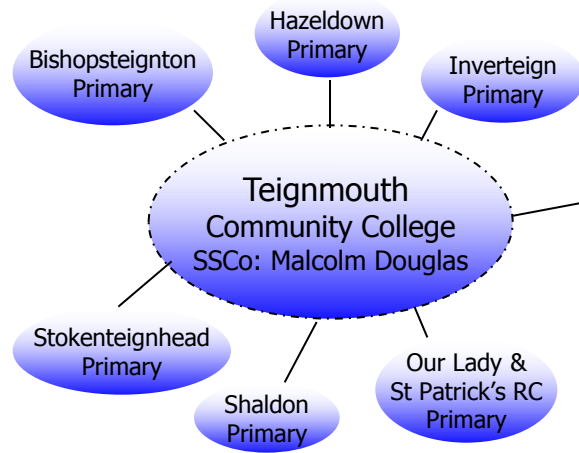 Hazeldown
Primary
Bishopsteignton
Primary
Inverteign
Primary
Teignmouth
Community College
SSCo: Malcolm Douglas
Stokenteignhead
Primary
Shaldon
Primary
Our Lady &
St Patrick’s RC
Primary